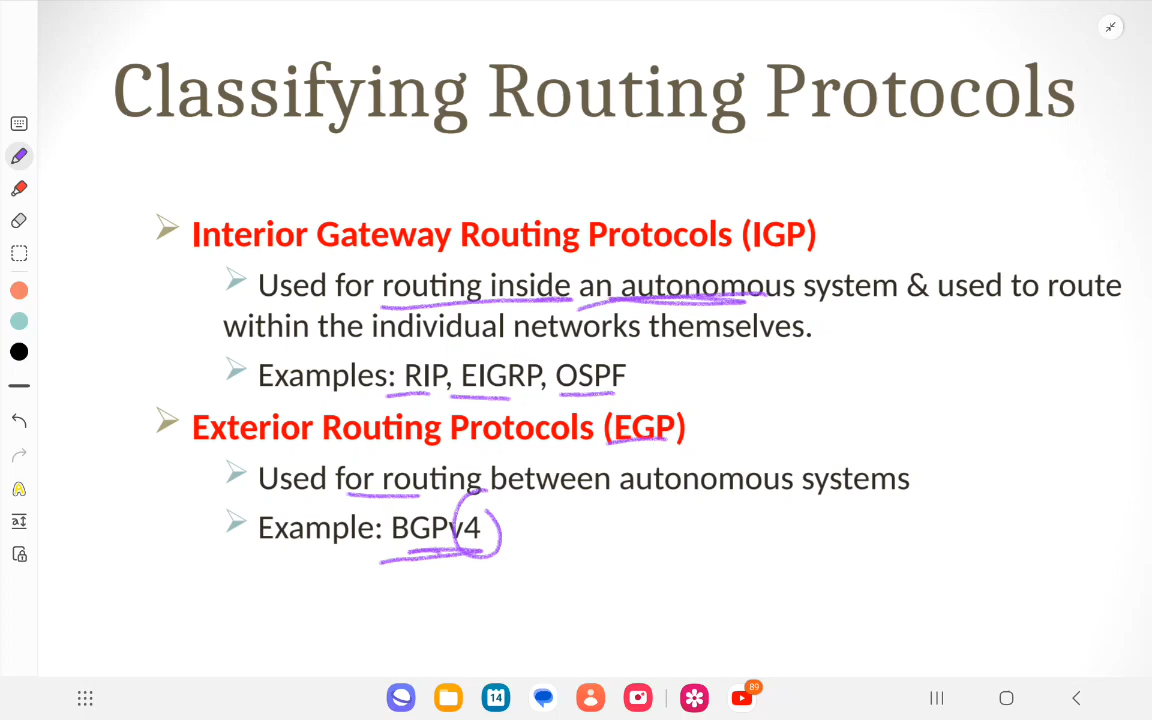 Classifying Routing Protocols
Interior Gateway Routing Protocols (IGP)
Used for routing inside an autonomous system & used to route
within the individual networks themselves.
Examples: RIP, EIGRP, OSPF
Exterior Routing Protocols (EGP)
Used for routing between autonomous systems
Example: BGPv4
14
89